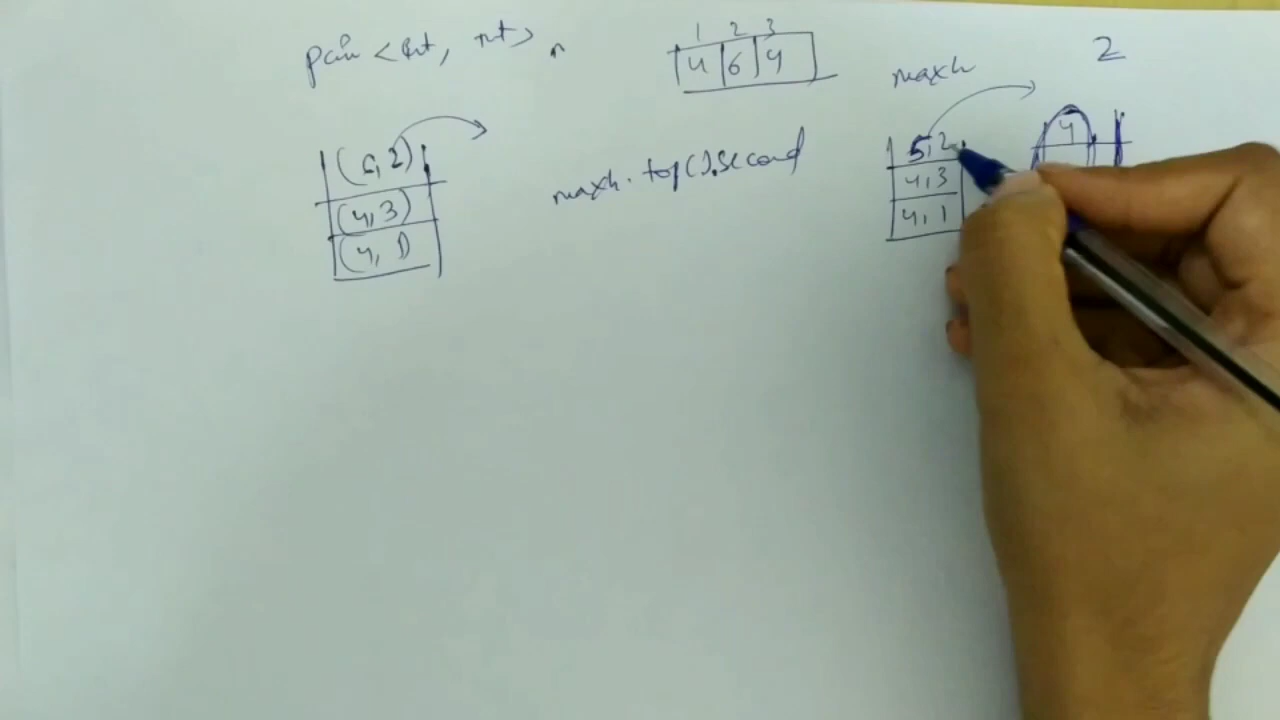 pair <int, int>
1 2 3
4 6 4
maxh
2
(6, 2)
(4, 3)
(4, 1)
maxh.top().second
5, 2
4, 3
4, 1
4